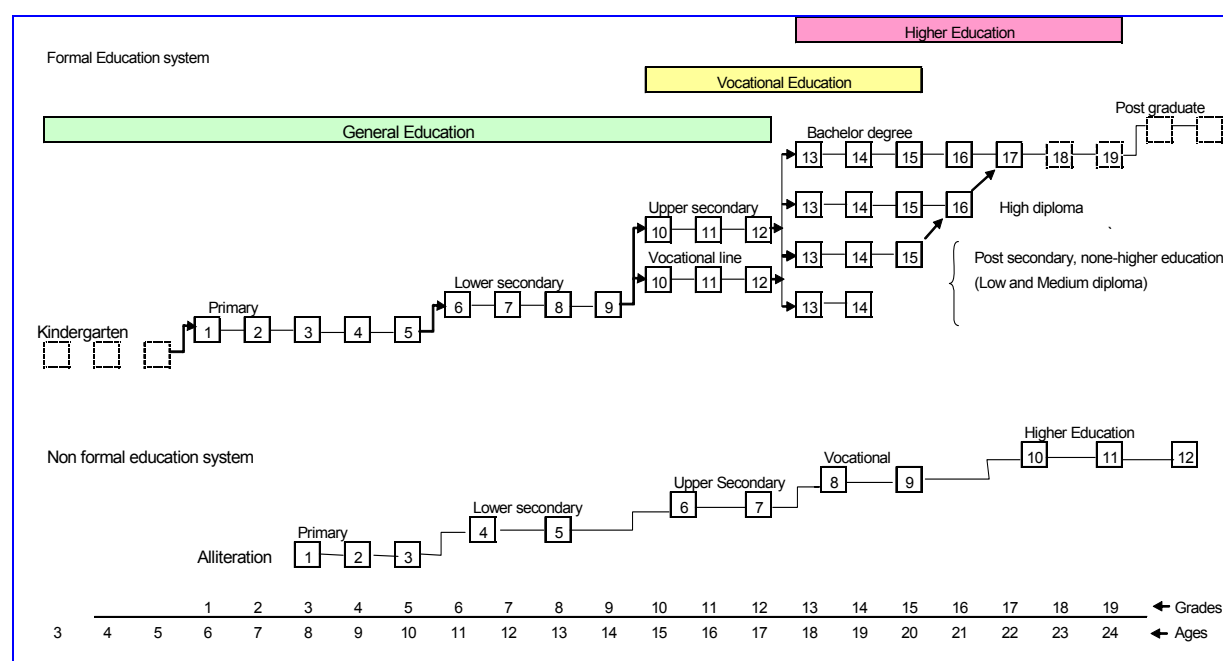 Higher Education
Formal Education system
Vocational Education
Post graduate
General Education
Bachelor degree
13 14 15 16 17 18 19
Upper secondary
13 14 15 16 High diploma
10 11 12
Vocational line
13 14 15 Post secondary, none-higher education
(Low and Medium diploma)
10 11 12
Lower secondary
13 14
6 7 8 9
Primary
1 2 3 4 5
Kindergarten
Higher Education
10 11 12
Non formal education system
Vocational
8 9
Upper Secondary
6 7
Lower secondary
4 5
Primary
Alliteration 1 2 3
1 2 3 4 5 6 7 8 9 10 11 12 13 14 15 16 17 18 19 Grades
3 4 5 6 7 8 9 10 11 12 13 14 15 16 17 18 19 20 21 22 23 24 Ages